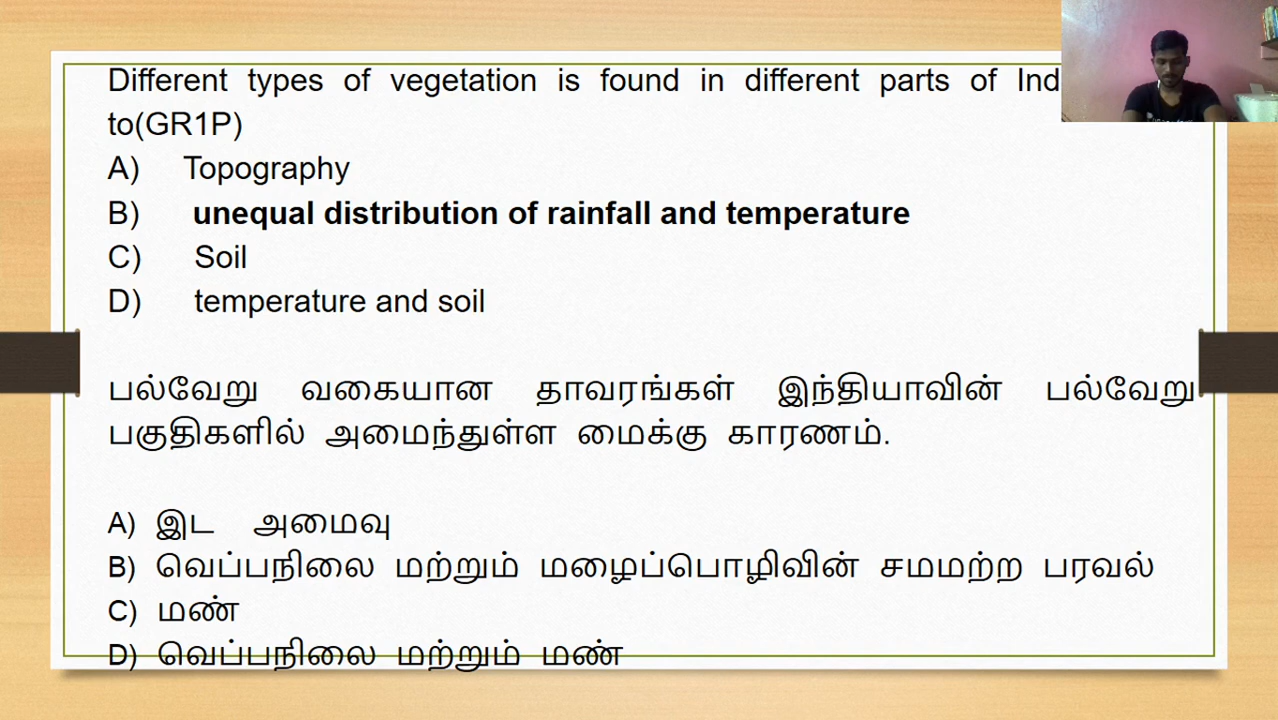 Different types of vegetation is found in different parts of Ind
to(GR1P)
A) Topography
B) unequal distribution of rainfall and temperature
C) Soil
D) temperature and soil
பல்வேறு வகையான தாவரங்கள் இந்தியாவின் பல்வேறு
பகுதிகளில் அமைந்துள்ள மைக்கு காரணம்.
A) இட அமைவு
B) வெப்பநிலை மற்றும் மழைப்பொழிவின் சமமற்ற பரவல்
C) மண்
D) வெப்பநிலை மற்றும் மண்